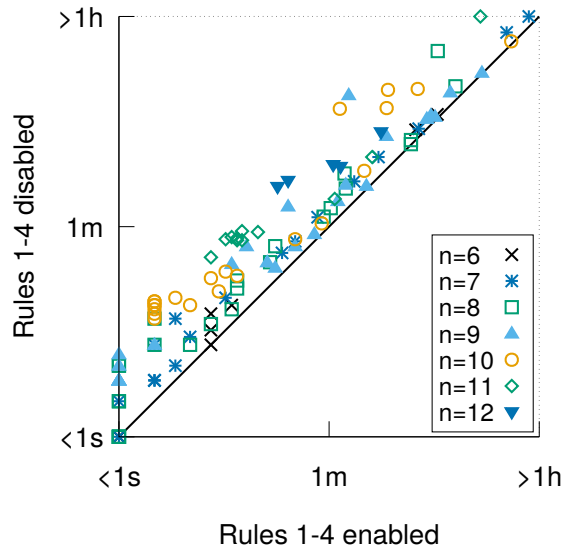 >1h
Rules 1-4 disabled
1m
n=6
n=7
n=8
n=9
n=10
n=11
n=12
<1s
<1s
1m
>1h
Rules 1-4 enabled